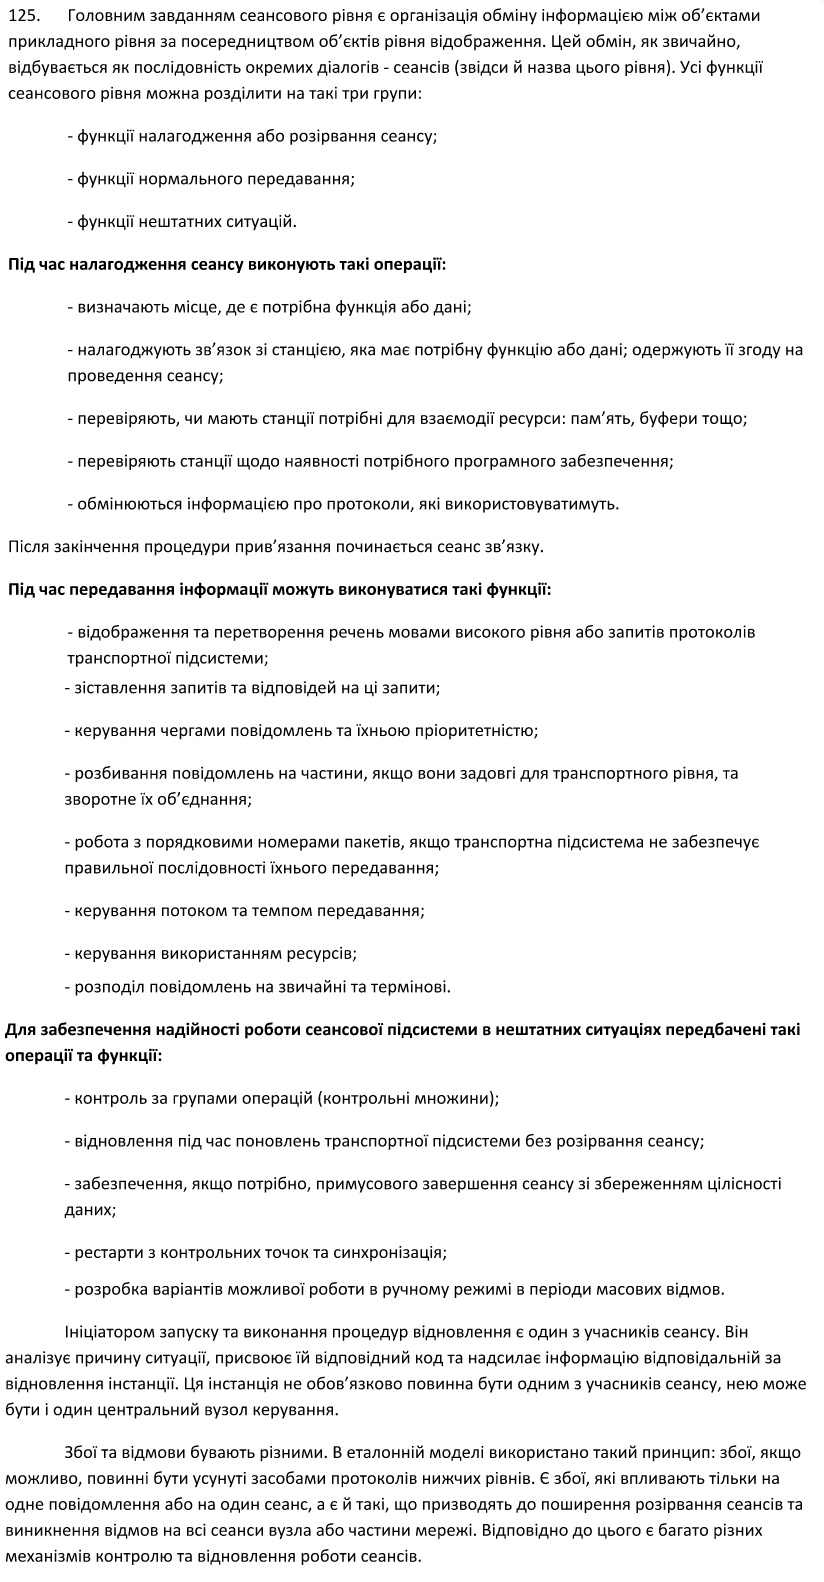 125. Головним завданням сеансового рівня є організація обміну інформацією між об’єктами
прикладного рівня за посередництвом об’єктів рівня відображення. Цей обмін, як звичайно,
відбувається як послідовність окремих діалогів - сеансів (звідси й назва цього рівня). Усі функції
сеансового рівня можна розділити на такі три групи:
- функції налагодження або розірвання сеансу;
- функції нормального передавання;
- функції нештатних ситуацій.
Під час налагодження сеансу виконують такі операції:
- визначають місце, де є потрібна функція або дані;
- налагоджують зв’язок зі станцією, яка має потрібну функцію або дані; одержують її згоду на
проведення сеансу;
- перевіряють, чи мають станції потрібні для взаємодії ресурси: пам’ять, буфери тощо;
- перевіряють станції щодо наявності потрібного програмного забезпечення;
- обмінюються інформацією про протоколи, які використовуватимуть.
Після закінчення процедури прив’язання починається сеанс зв’язку.
Під час передавання інформації можуть виконуватися такі функції:
- відображення та перетворення речень мовами високого рівня або запитів протоколів
транспортної підсистеми;
- зіставлення запитів та відповідей на ці запити;
- керування чергами повідомлень та їхньою пріоритетністю;
- розбивання повідомлень на частини, якщо вони задовгі для транспортного рівня, та
зворотне їх об’єднання;
- робота з порядковими номерами пакетів, якщо транспортна підсистема не забезпечує
правильної послідовності їхнього передавання;
- керування потоком та темпом передавання;
- керування використанням ресурсів;
- розподіл повідомлень на звичайні та термінові.
Для забезпечення надійності роботи сеансової підсистеми в нештатних ситуаціях передбачені такі
операції та функції:
- контроль за групами операцій (контрольні множини);
- відновлення під час поновлень транспортної підсистеми без розірвання сеансу;
- забезпечення, якщо потрібно, примусового завершення сеансу зі збереженням цілісності
даних;
- рестарти з контрольних точок та синхронізація;
- розробка варіантів можливої роботи в ручному режимі в періоди масових відмов.
Ініціатором запуску та виконання процедур відновлення є один з учасників сеансу. Він
аналізує причину ситуації, присвоює їй відповідний код та надсилає інформацію відповідальній за
відновлення інстанції. Ця інстанція не обов’язково повинна бути одним з учасників сеансу, нею може
бути і один центральний вузол керування.
Збої та відмови бувають різними. В еталонній моделі використано такий принцип: збої, якщо
можливо, повинні бути усунуті засобами протоколів нижчих рівнів. Є збої, які впливають тільки на
одне повідомлення або на один сеанс, а є й такі, що призводять до поширення розірвання сеансів та
виникнення відмов на всі сеанси вузла або частини мережі. Відповідно до цього є багато різних
механізмів контролю та відновлення роботи сеансів.